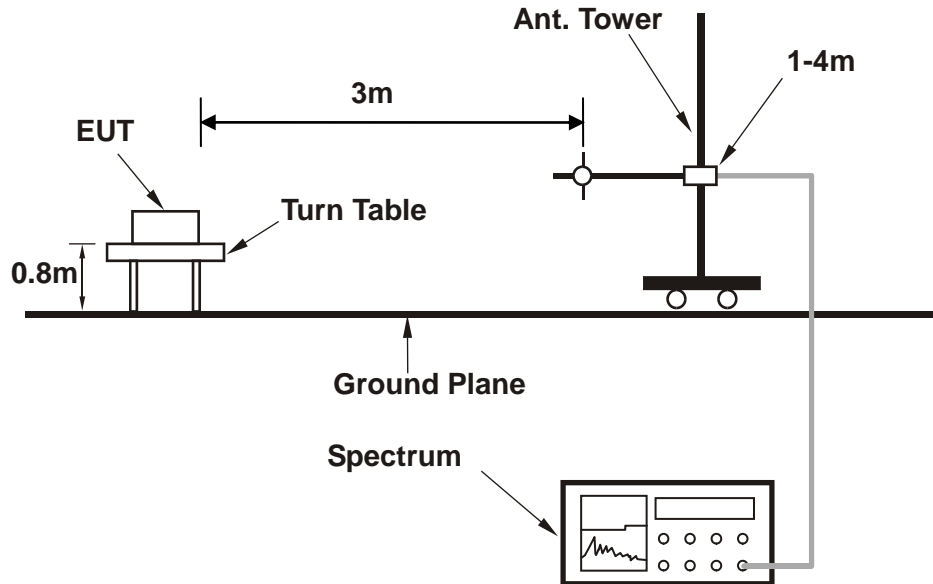 Ant. Tower
1-4m
3m
EUT
Turn Table
0.8m
Ground Plane
Spectrum